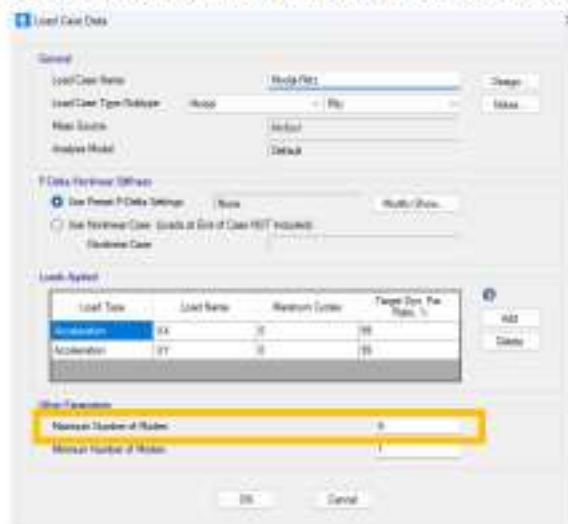 Load Case Data
General
Load Case Name Modal-Ritz Design...
Load Case Type/Subtype Modal Ritz Notes...
Mass Source MsSrc1
Analysis Model Default
P-Delta/Nonlinear Stiffness
Use Preset P-Delta Settings None Modify/Show...
Use Nonlinear Case (Loads at End of Case NOT Included)
Nonlinear Case
Loads Applied
Load Type Load Name Maximum Cycles Target Dyn. Par. Ratio, %
Acceleration UX 0 99
Acceleration UY 0 99
Add
Delete
Other Parameters
Maximum Number of Modes
Minimum Number of Modes 1
OK Cancel